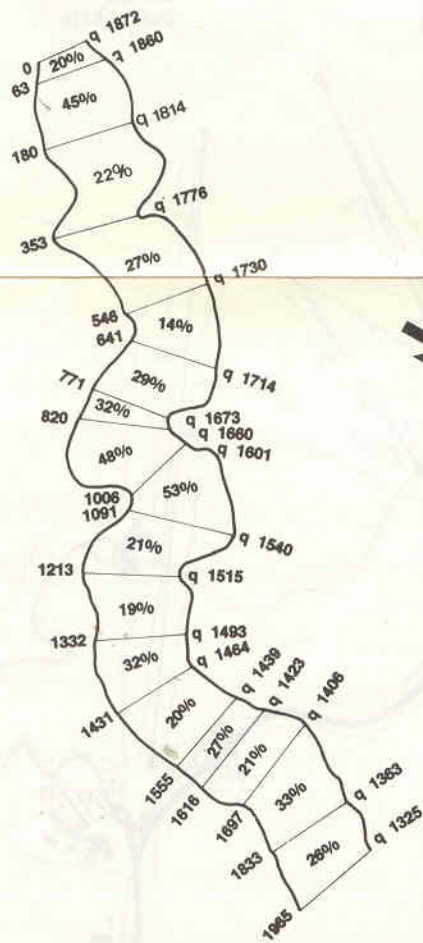 q 1872
0
20%
q 1860
63
45%
q 1814
180
22%
q 1776
353
27%
q 1730
546
14%
641
q 1714
29%
771
32%
q 1673
820
q 1660
q 1601
48%
53%
1006
1091
q 1540
21%
1213
q 1515
19%
q 1493
1332
32%
q 1464
q 1439
q 1423
q 1406
1431
20%
27%
21%
1555
1616
33%
q 1363
1697
q 1325
26%
1833
1965